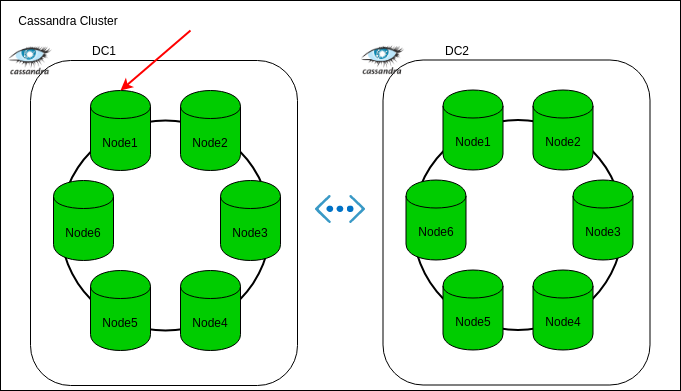 Cassandra Cluster
DC1
DC2
cassandra
cassandra
Node1
Node2
Node1
Node2
Node6
Node3
Node6
Node3
Node5
Node4
Node5
Node4